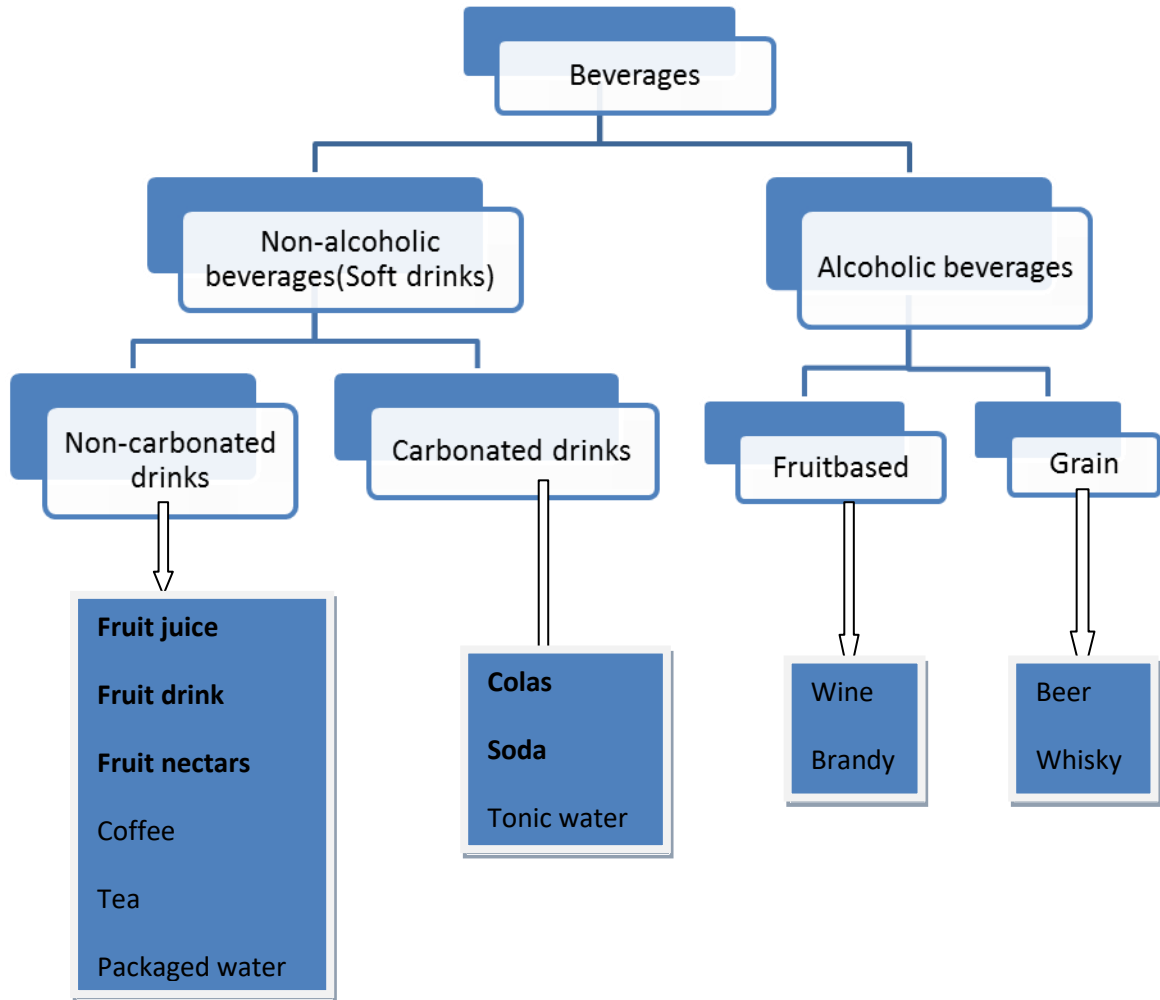 Beverages
Non-alcoholic
beverages(Soft drinks)
Alcoholic beverages
Non-carbonated
drinks
Carbonated drinks
Fruitbased
Grain
Fruit juice
Fruit drink
Fruit nectars
Coffee
Tea
Packaged water
Colas
Soda
Tonic water
Wine
Brandy
Beer
Whisky